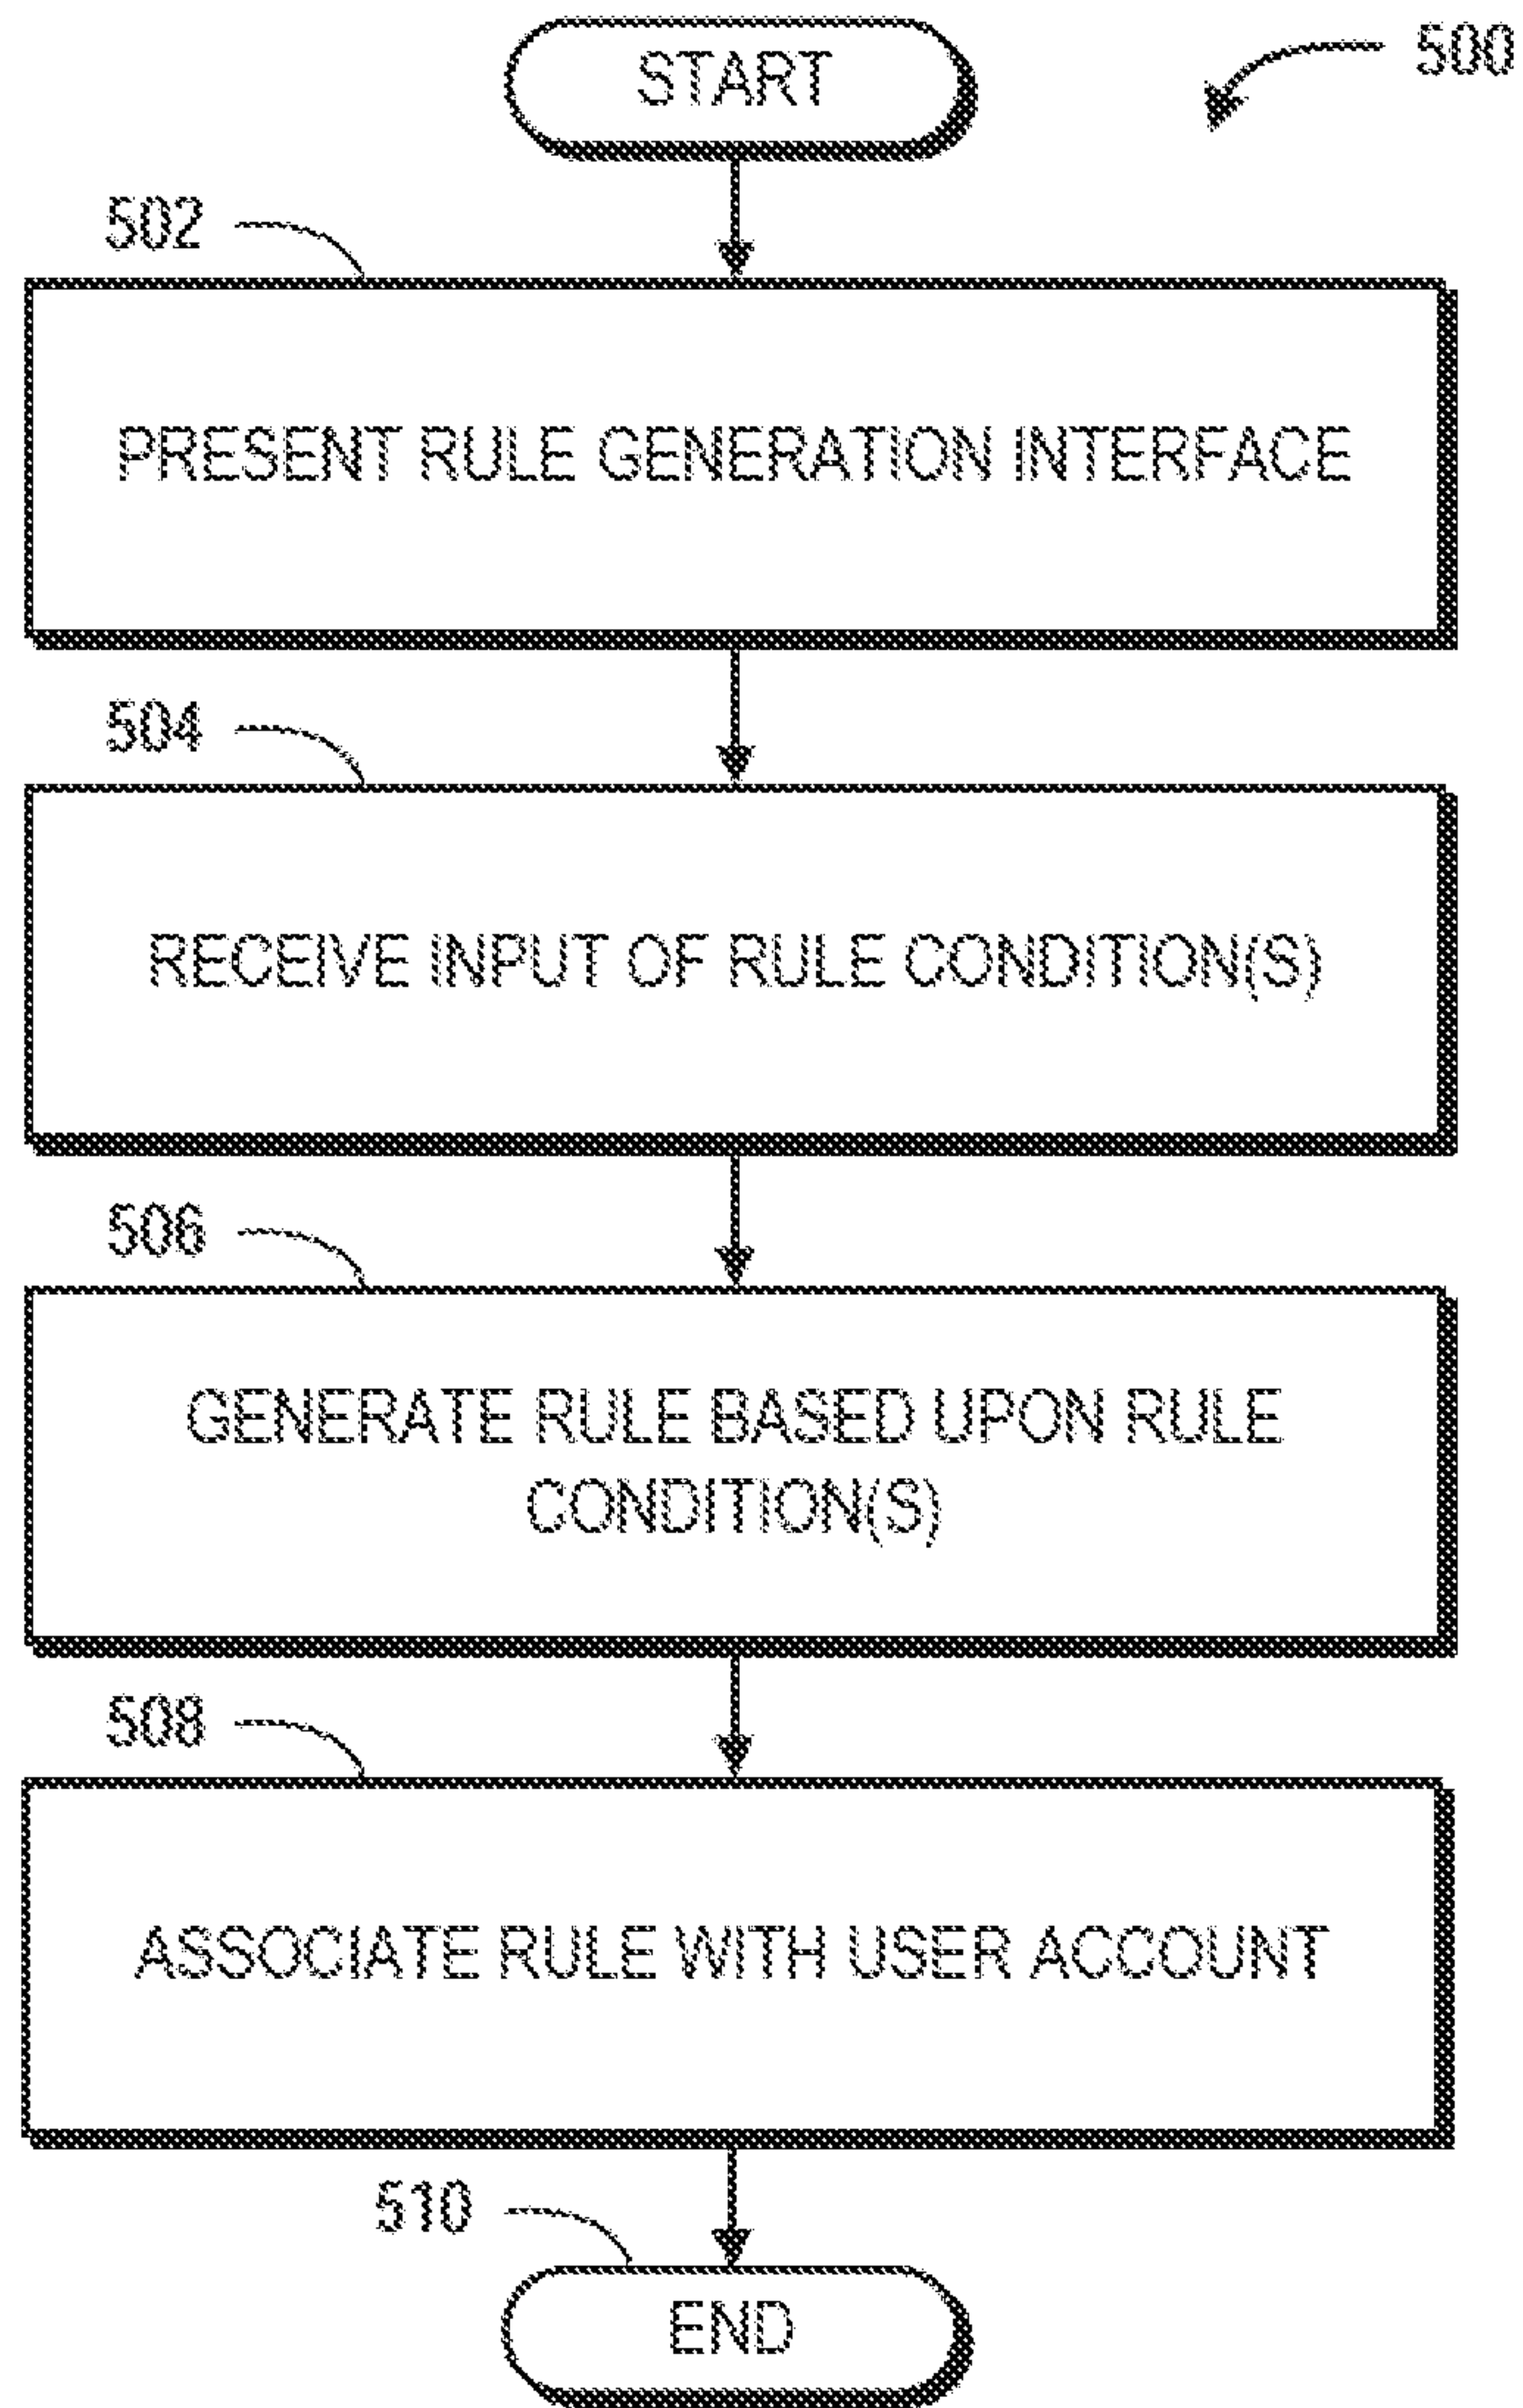 START
500
502
PRESENT RULE GENERATION INTERFACE
504
RECEIVE INPUT OF RULE CONDITION(S)
506
GENERATE RULE BASED UPON RULE
CONDITION(S)
508
ASSOCIATE RULE WITH USER ACCOUNT
510
END